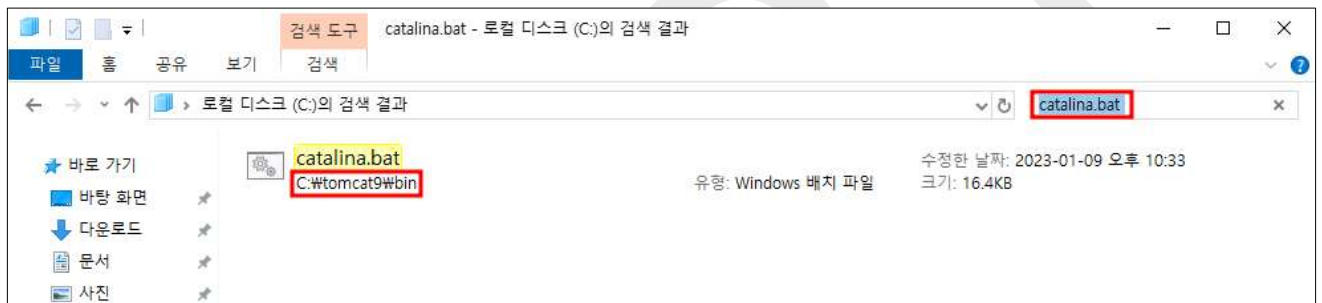 검색 도구 catalina.bat - 로컬 디스크 (C:)의 검색 결과
파일 홈 공유 보기 검색
로컬 디스크 (C:)의 검색 결과 catalina.bat
바로 가기
바탕 화면
다운로드
문서
사진
catalina.bat
C:₩tomcat9₩bin
유형: Windows 배치 파일
수정한 날짜: 2023-01-09 오후 10:33
크기: 16.4KB